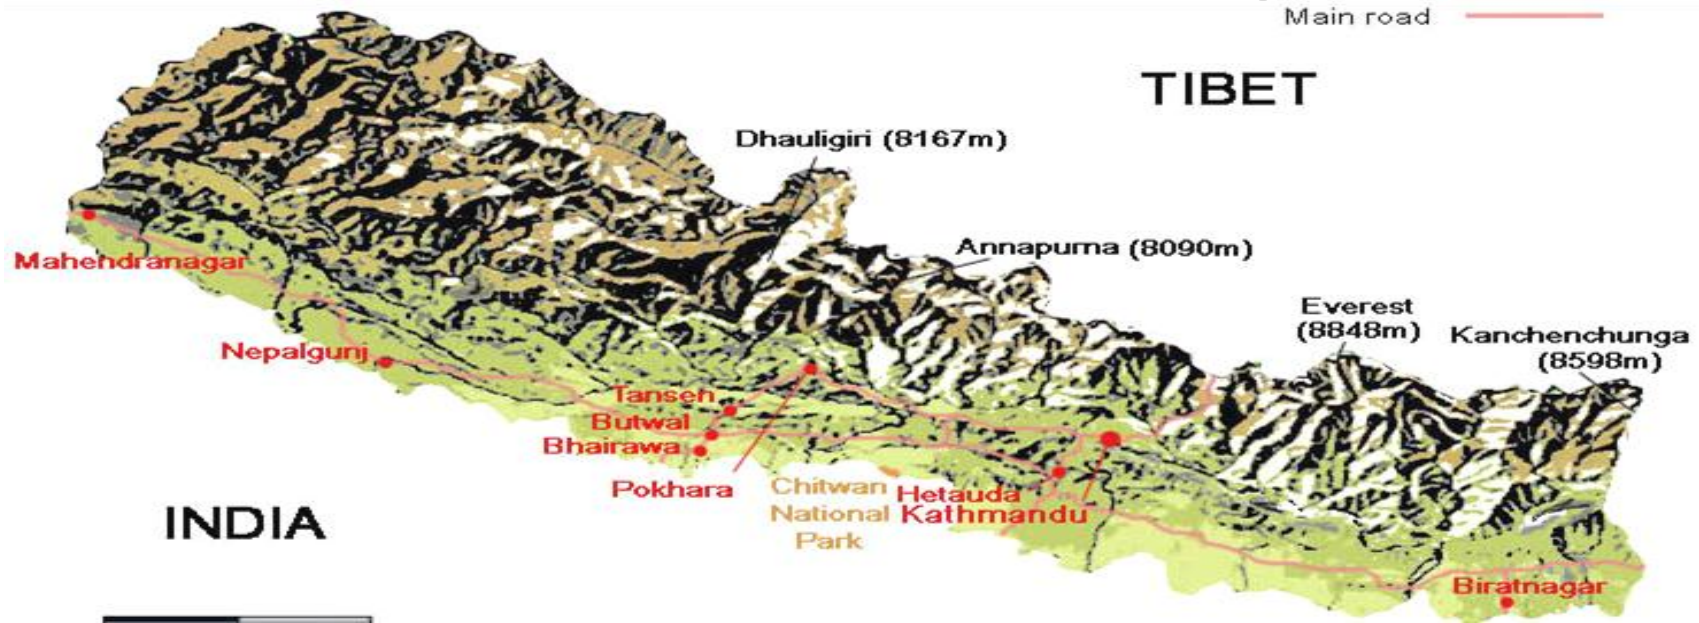 Main road
TIBET
Dhauligiri (8167m)
Annapurna (8090m)
Everest
(8848m)
Kanchenchunga
(8598m)
Mahendranagar
Nepalgunj
Tansen
Butwal
Bhairawa
Pokhara
Chitwan
National
Park
Hetauda
Kathmandu
INDIA
Biratnagar